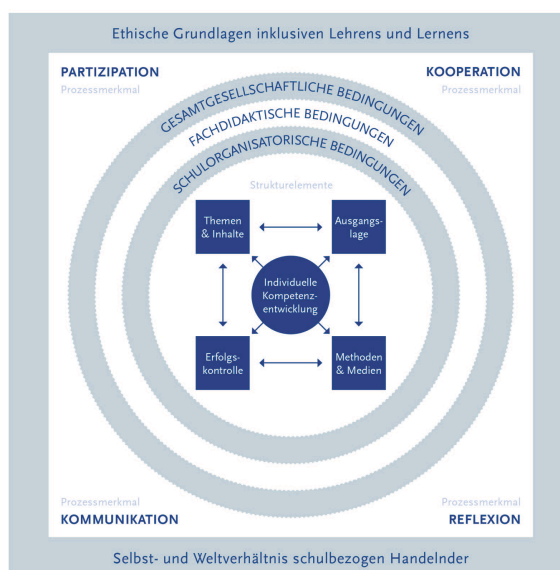 Ethische Grundlagen inklusiven Lehrens und Lernens
PARTIZIPATION
Prozessmerkmal
KOOPERATION
Prozessmerkmal
GESAMTGESELLSCHAFTLICHE BEDINGUNGEN
FACHDIDAKTISCHE BEDINGUNGEN
SCHULORGANISATORISCHE BEDINGUNGEN
Strukturelemente
Themen
& Inhalte
Ausgangs-
lage
Individuelle
Kompetenz-
entwicklung
Erfolgs-
kontrolle
Methoden
& Medien
Prozessmerkmal
KOMMUNIKATION
Prozessmerkmal
REFLEXION
Selbst- und Weltverhältnis schulbezogen Handelnder